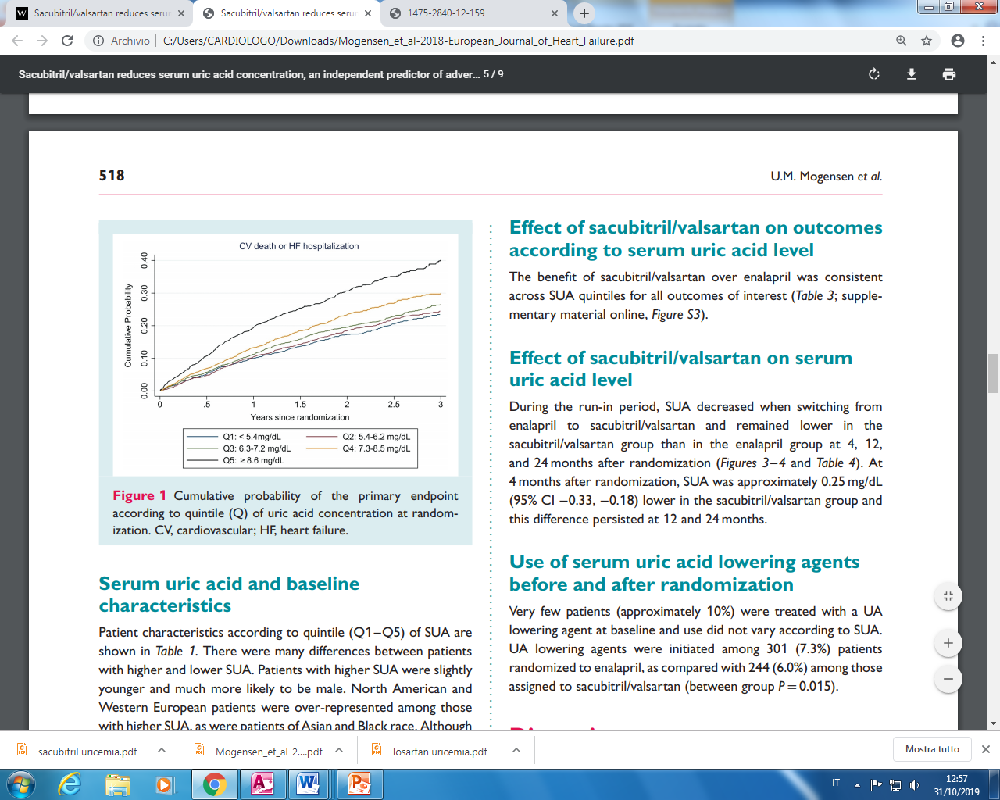 Sacubitril/valsartan reduces seru
Sacubitril/valsartan reduces seru
1475-2840-12-159
Archivio
C:/Users/CARDIOLOGO/Downloads/Mogensen_et_al-2018-European_Journal_of_Heart_Failure.pdf
Sacubitril/valsartan reduces serum uric acid concentration, an independent predictor of adver... 5 / 9
518
U.M. Mogensen et al.
CV death or HF hospitalization
Cumulative Probability
0.40
0.30
0.20
0.10
0.00
0 .5 1 1.5 2 2.5 3
Years since randomization
Q1: < 5.4mg/dL Q2: 5.4-6.2 mg/dL
Q3: 6.3-7.2 mg/dL Q4: 7.3-8.5 mg/dL
Q5: ≥ 8.6 mg/dL
Figure 1 Cumulative probability of the primary endpoint
according to quintile (Q) of uric acid concentration at random-
ization. CV, cardiovascular; HF, heart failure.
Serum uric acid and baseline
characteristics
Patient characteristics according to quintile (Q1–Q5) of SUA are
shown in Table 1. There were many differences between patients
with higher and lower SUA. Patients with higher SUA were slightly
younger and much more likely to be male. North American and
Western European patients were over-represented among those
with higher SUA, as were patients of Asian and Black race. Although
Effect of sacubitril/valsartan on outcomes
according to serum uric acid level
The benefit of sacubitril/valsartan over enalapril was consistent
across SUA quintiles for all outcomes of interest (Table 3; supple-
mentary material online, Figure S3).
Effect of sacubitril/valsartan on serum
uric acid level
During the run-in period, SUA decreased when switching from
enalapril to sacubitril/valsartan and remained lower in the
sacubitril/valsartan group than in the enalapril group at 4, 12,
and 24 months after randomization (Figures 3–4 and Table 4). At
4 months after randomization, SUA was approximately 0.25 mg/dL
(95% CI −0.33, −0.18) lower in the sacubitril/valsartan group and
this difference persisted at 12 and 24 months.
Use of serum uric acid lowering agents
before and after randomization
Very few patients (approximately 10%) were treated with a UA
lowering agent at baseline and use did not vary according to SUA.
UA lowering agents were initiated among 301 (7.3%) patients
randomized to enalapril, as compared with 244 (6.0%) among those
assigned to sacubitril/valsartan (between group P = 0.015).
sacubitril uricemia.pdf
Mogensen_et_al-2....pdf
losartan uricemia.pdf
Mostra tutto
IT
12:57
31/10/2019